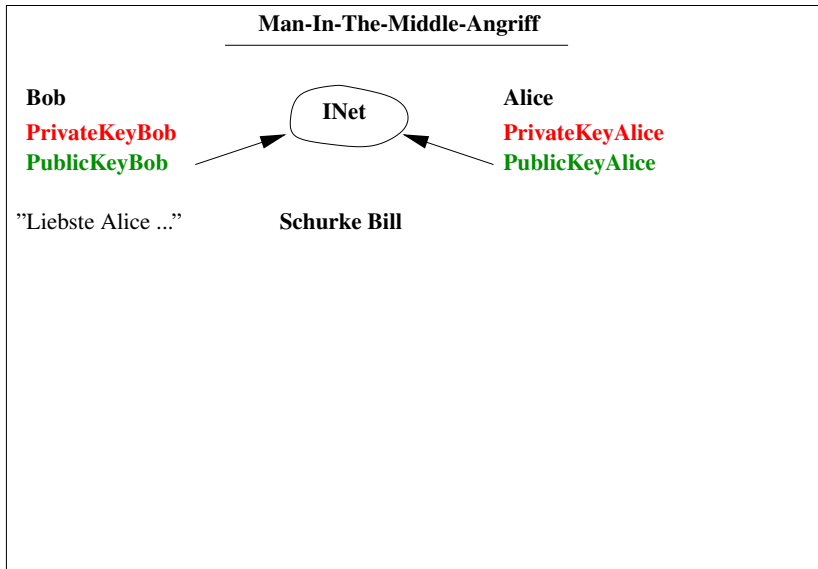 Man-In-The-Middle-Angriff
Bob
PrivateKeyBob
PublicKeyBob
INet
Alice
PrivateKeyAlice
PublicKeyAlice
”Liebste Alice ...”
Schurke Bill